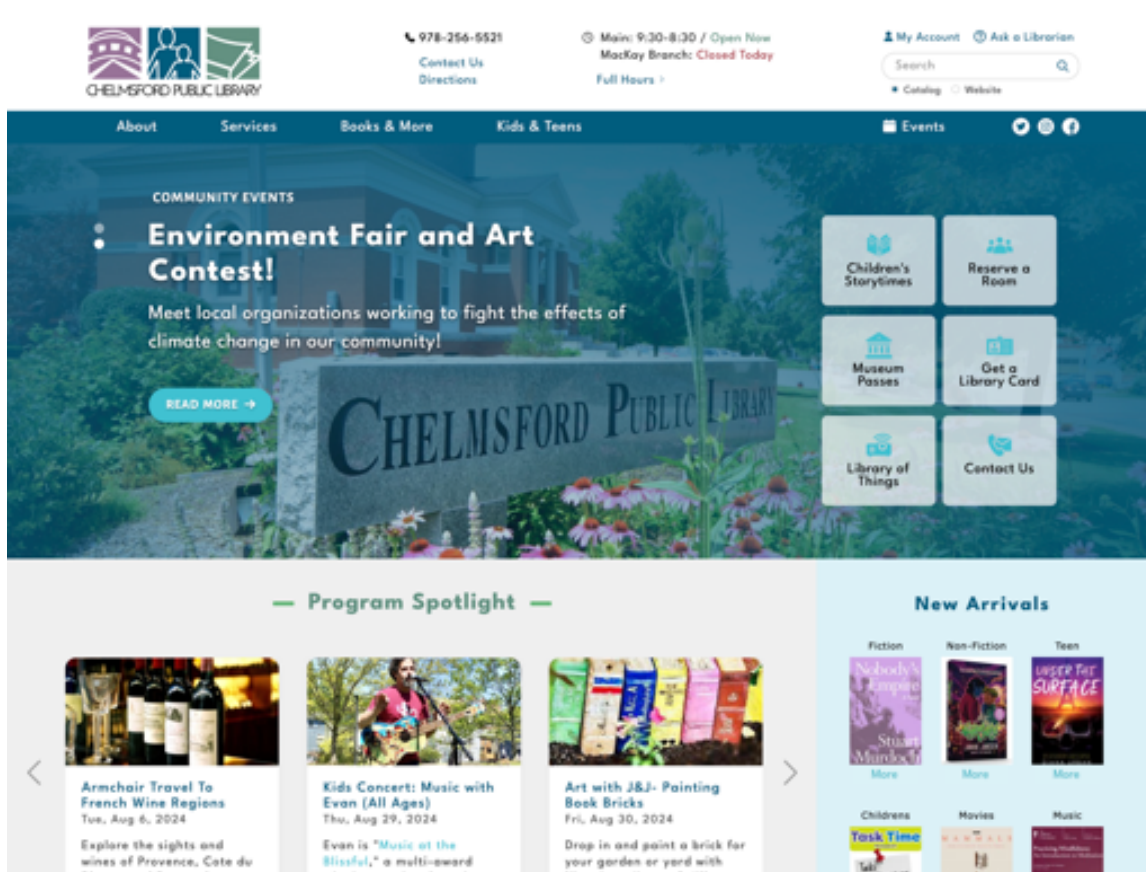 CHELMSFORD PUBLIC LIBRARY
978-256-5521
Contact Us
Directions
Main: 9:30-8:30 / Open Now
MacKay Branch: Closed Today
Full Hours >
My Account
Ask a Librarian
Search
Catalog
Website
About
Services
Books & More
Kids & Teens
Events
COMMUNITY EVENTS
Environment Fair and Art
Contest!
Meet local organizations working to fight the effects of
climate change in our community!
READ MORE →
CHELMSFORD PUBLIC LIBRARY
Children's
Storytimes
Reserve a
Room
Museum
Passes
Get a
Library Card
Library of
Things
Contact Us
— Program Spotlight —
Armchair Travel To
French Wine Regions
Tue, Aug 6, 2024
Explore the sights and
wines of Provence, Cote du
Kids Concert: Music with
Evan (All Ages)
Thu, Aug 29, 2024
Evan is "Music at the
Blissful," a multi-award
Art with J&J- Painting
Book Bricks
Fri, Aug 30, 2024
Drop in and paint a brick for
your garden or yard with
New Arrivals
Fiction
Non-Fiction
Teen
Nobody's
Empire
Stuart
Murdoch
UNDER THE
SURFACE
More
More
More
Childrens
Movies
Music
Task Time